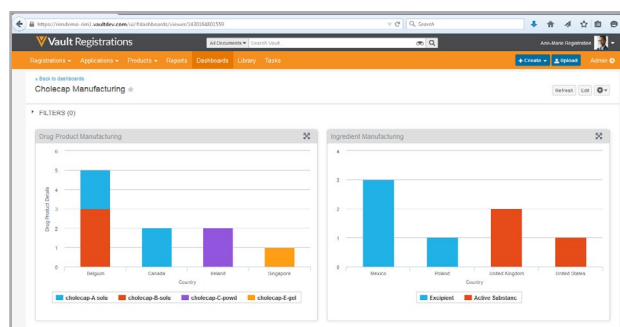 https://rimdemo-rim1.vaultdev.com/ui/#dashboards/viewer/1430164801559
Search
Vault Registrations
All Documents
Search Vault
Ann-Marie Registration
Registrations
Applications
Products
Reports
Dashboards
Library
Tasks
+ Create
Upload
Admin
« Back to dashboards
Cholecap Manufacturing
Refresh
Edit
FILTERS (0)
Drug Product Manufacturing
6
5
4
3
2
1
0
Drug Product Details
Belgium
Canada
Ireland
Singapore
Country
cholecap-A solu
cholecap-B-solu
cholecap-C-powd
cholecap-E-gel
Ingredient Manufacturing
4
3
2
1
0
Mexico
Poland
United Kingdom
United States
Country
Excipient
Active Substanc